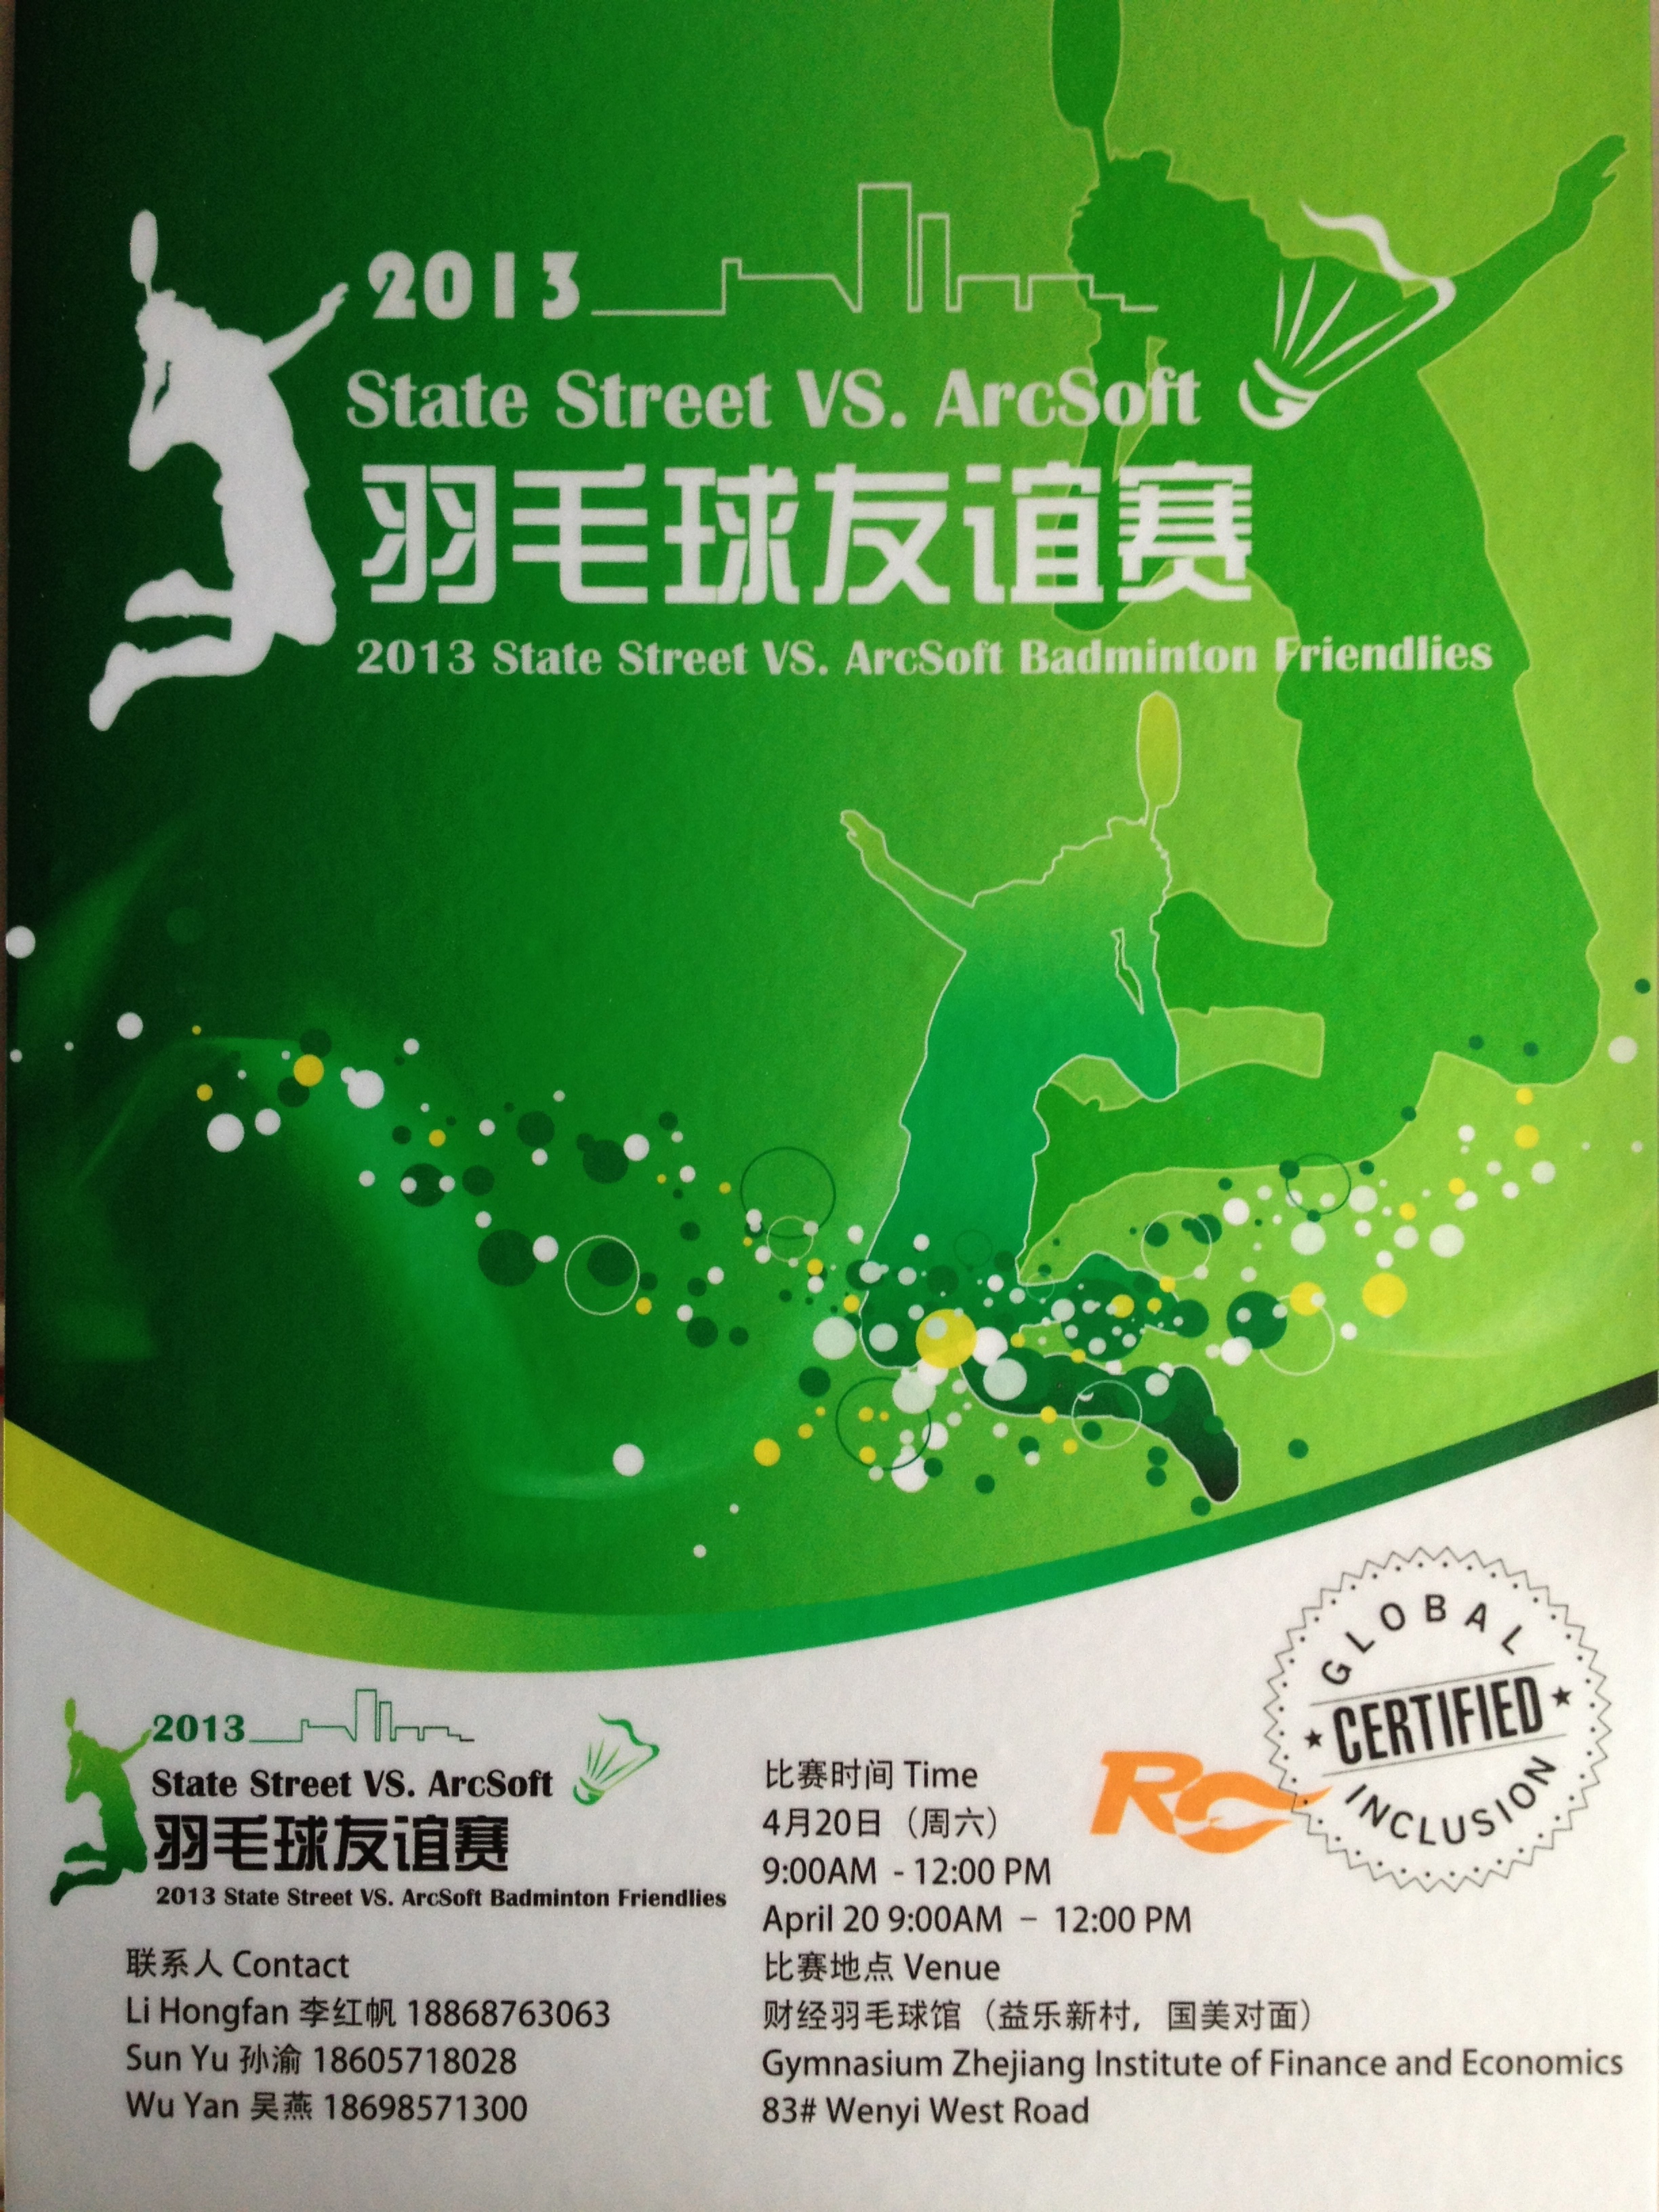 2013
State Street VS. ArcSoft
羽毛球友谊赛
2013 State Street VS. ArcSoft Badminton Friendlies
2013
State Street VS. ArcSoft
羽毛球友谊赛
2013 State Street VS. ArcSoft Badminton Friendlies
联系人 Contact
Li Hongfan 李红帆 18868763063
Sun Yu 孙渝 18605718028
Wu Yan 吴燕 18698571300
比赛时间 Time
4月20日（周六）
9:00AM - 12:00 PM
April 20 9:00AM – 12:00 PM
比赛地点 Venue
财经羽毛球馆（益乐新村，国美对面）
Gymnasium Zhejiang Institute of Finance and Economics
83# Wenyi West Road
RC
GLOBAL
CERTIFIED
INCLUSION